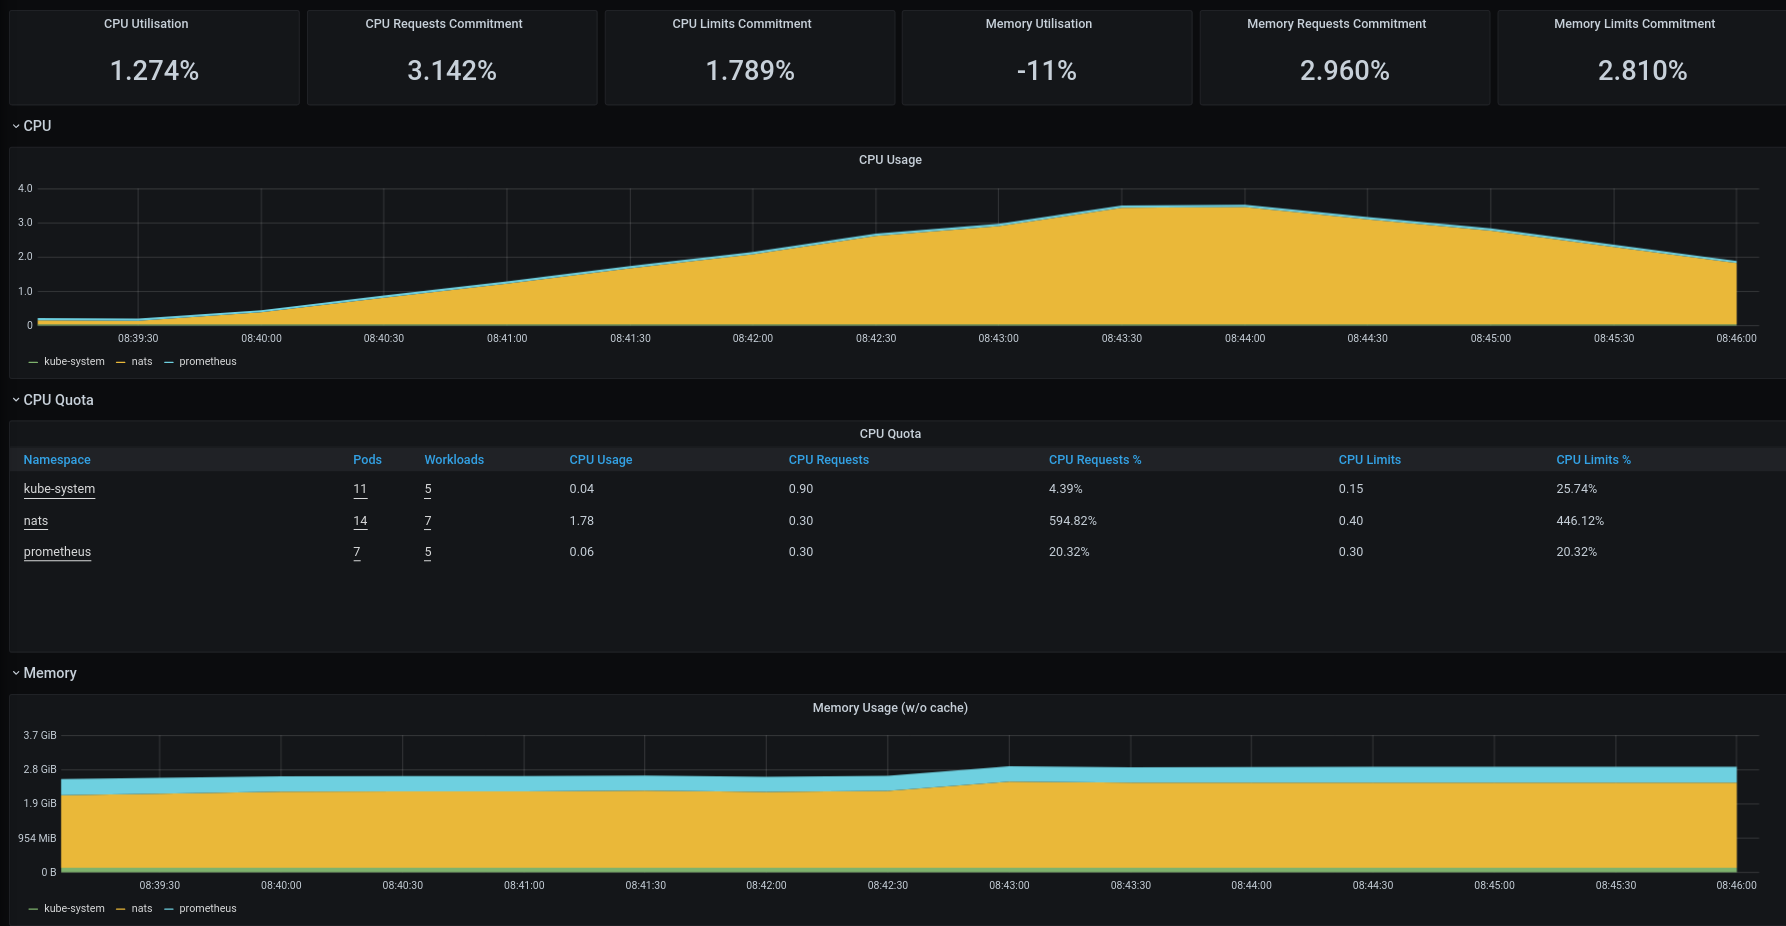 CPU Utilisation CPU Requests Commitment CPU Limits Commitment Memory Utilisation Memory Requests Commitment Memory Limits Commitment
1.274% 3.142% 1.789% -11% 2.960% 2.810%
CPU
CPU Usage
4.0
3.0
2.0
1.0
0
08:39:30 08:40:00 08:40:30 08:41:00 08:41:30 08:42:00 08:42:30 08:43:00 08:43:30 08:44:00 08:44:30 08:45:00 08:45:30 08:46:00
kube-system nats prometheus
CPU Quota
CPU Quota
Namespace Pods Workloads CPU Usage CPU Requests CPU Requests % CPU Limits CPU Limits %
kube-system 11 5 0.04 0.90 4.39% 0.15 25.74%
nats 14 7 1.78 0.30 594.82% 0.40 446.12%
prometheus 7 5 0.06 0.30 20.32% 0.30 20.32%
Memory
Memory Usage (w/o cache)
3.7 GiB
2.8 GiB
1.9 GiB
954 MiB
0 B
08:39:30 08:40:00 08:40:30 08:41:00 08:41:30 08:42:00 08:42:30 08:43:00 08:43:30 08:44:00 08:44:30 08:45:00 08:45:30 08:46:00
kube-system nats prometheus